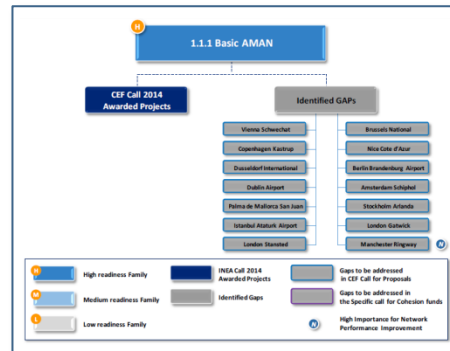 H
1.1.1 Basic AMAN
CEF Call 2014
Awarded Projects
Identified GAPs
Vienna Schwechat
Brussels National
Copenhagen Kastrup
Nice Cote d'Azur
Dusseldorf International
Berlin Brandenburg Airport
Dublin Airport
Amsterdam Schiphol
Palma de Mallorca San Juan
Stockholm Arlanda
Istanbul Ataturk Airport
London Gatwick
London Stansted
Manchester Ringway
N
H
High readiness Family
INEA Call 2014
Awarded Projects
Gaps to be addressed
in CEF Call for Proposals
M
Medium readiness Family
Identified Gaps
Gaps to be addressed in
the Specific call for Cohesion funds
L
Low readiness Family
N
High Importance for Network
Performance Improvement